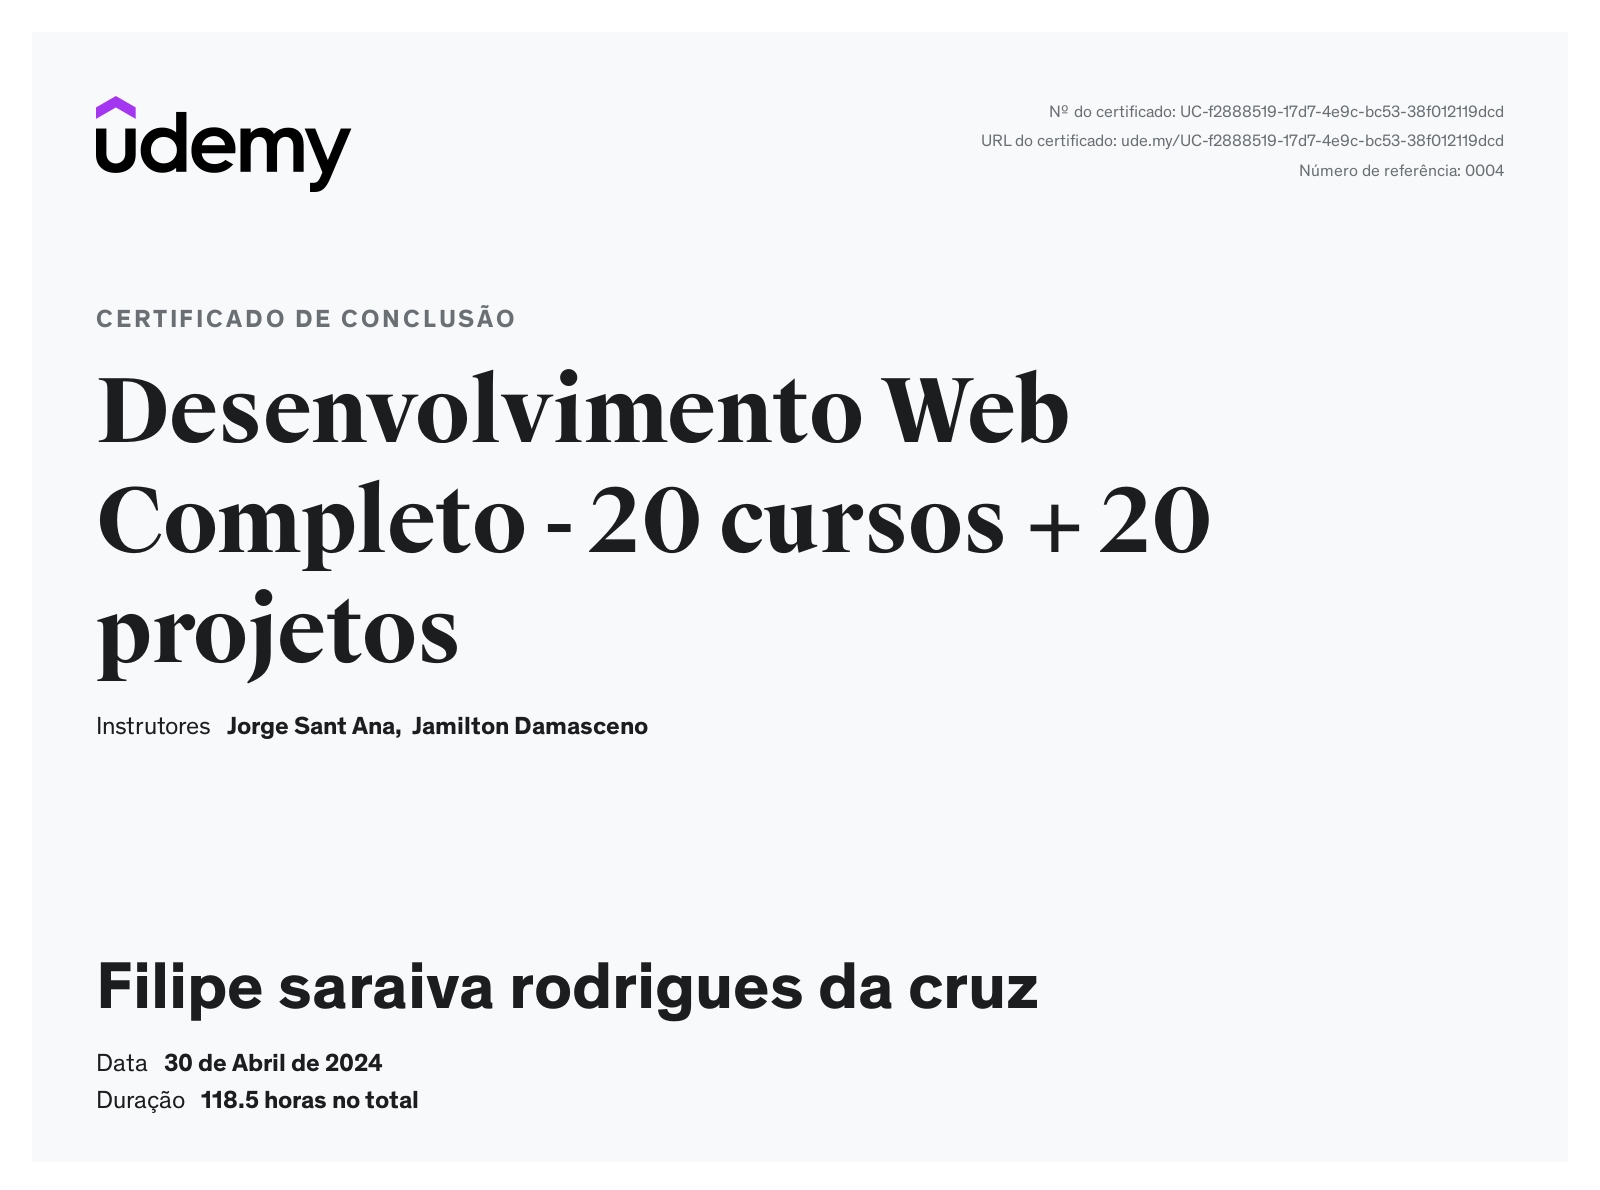 udemy
Nº do certificado: UC-f2888519-17d7-4e9c-bc53-38f012119dcd
URL do certificado: ude.my/UC-f2888519-17d7-4e9c-bc53-38f012119dcd
Número de referência: 0004
CERTIFICADO DE CONCLUSÃO
Desenvolvimento Web
Completo - 20 cursos + 20
projetos
Instrutores Jorge Sant Ana, Jamilton Damasceno
Filipe saraiva rodrigues da cruz
Data 30 de Abril de 2024
Duração 118.5 horas no total